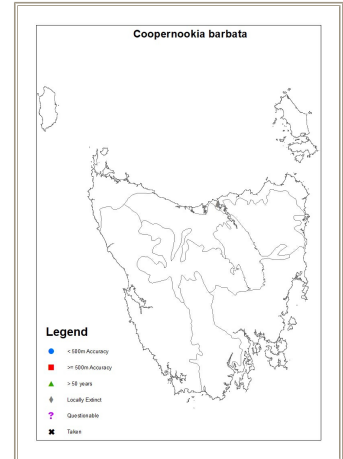 Coopernookia barbata
Legend
< 500m Accuracy
>= 500m Accuracy
> 50 years
Locally Extinct
Questionable
Taken